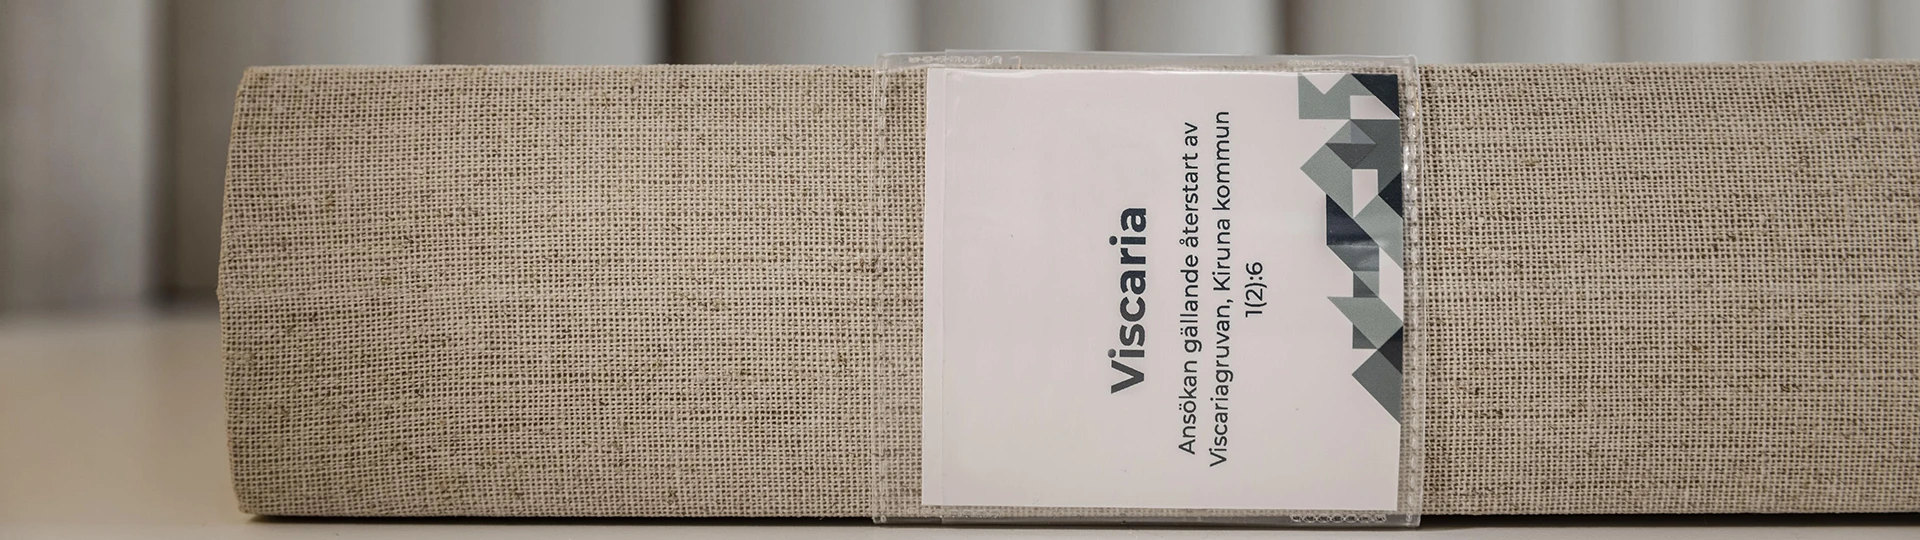 Viscaria
Ansökan gällande återstart av
Viscariagruvan, Kiruna kommun
1(2):6